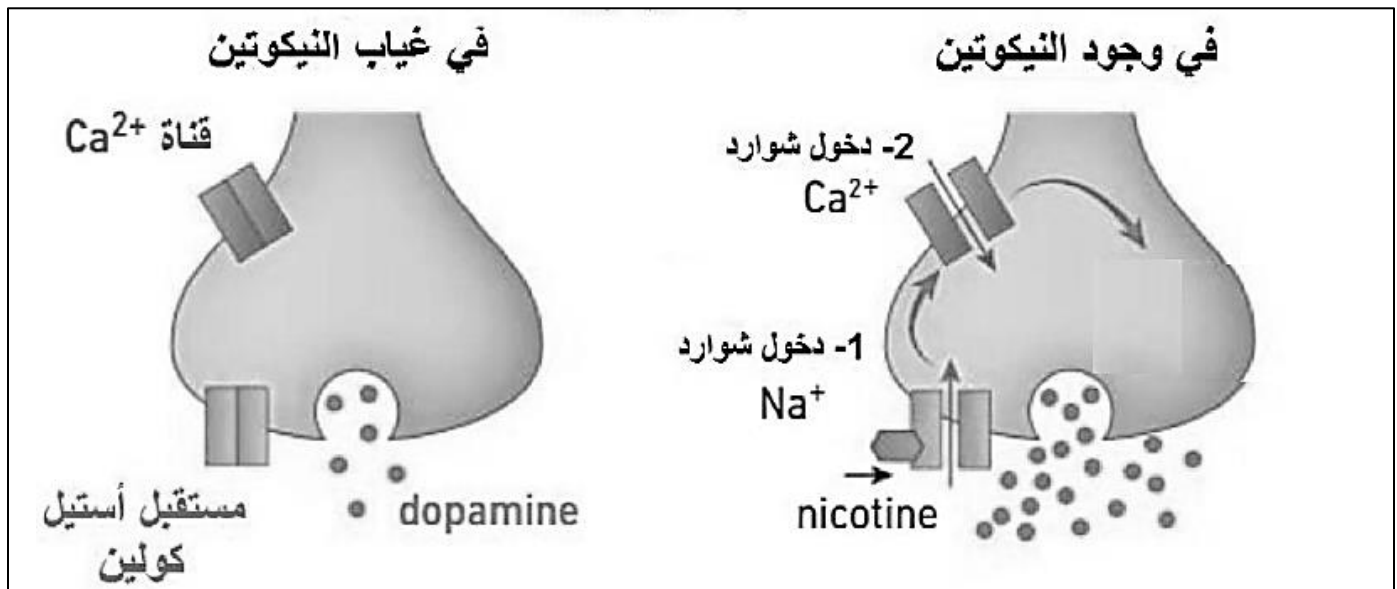 في غياب النيكوتين
قناة Ca²⁺
مستقبل أستيل
كولين
dopamine
في وجود النيكوتين
2- دخول شوارد
Ca²⁺
1- دخول شوارد
Na⁺
nicotine